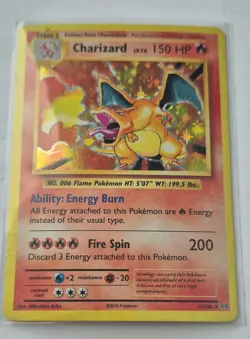 Charizard LV.76 150 HP
NO. 006 Flame Pokémon HT: 5'07" WT: 199.5 lbs.
Ability: Energy Burn
All Energy attached to this Pokémon are Energy
instead of their usual type.
Fire Spin 200
Discard 3 Energy attached to this Pokémon.
weakness ×2 resistance -20
retreat
cost
©2016 Pokémon